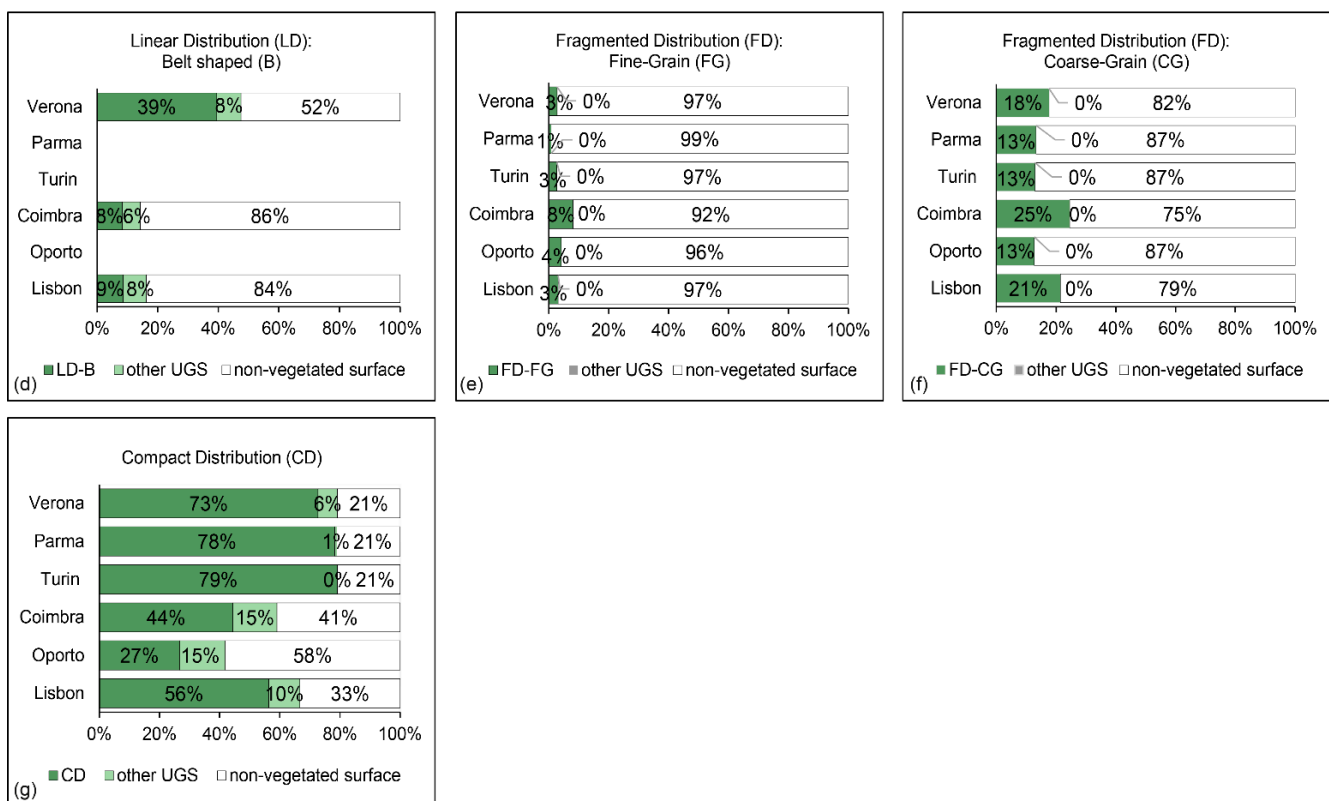 Linear Distribution (LD):
Belt shaped (B)
Verona 39% 8% 52%
Parma
Turin
Coimbra 8% 6% 86%
Oporto
Lisbon 9% 8% 84%
0% 20% 40% 60% 80% 100%
LD-B other UGS non-vegetated surface
(d)
Fragmented Distribution (FD):
Fine-Grain (FG)
Verona 3% 0% 97%
Parma 1% 0% 99%
Turin 3% 0% 97%
Coimbra 8% 0% 92%
Oporto 4% 0% 96%
Lisbon 3% 0% 97%
0% 20% 40% 60% 80% 100%
FD-FG other UGS non-vegetated surface
(e)
Fragmented Distribution (FD):
Coarse-Grain (CG)
Verona 18% 0% 82%
Parma 13% 0% 87%
Turin 13% 0% 87%
Coimbra 25% 0% 75%
Oporto 13% 0% 87%
Lisbon 21% 0% 79%
0% 20% 40% 60% 80% 100%
FD-CG other UGS non-vegetated surface
(f)
Compact Distribution (CD)
Verona 73% 6% 21%
Parma 78% 1% 21%
Turin 79% 0% 21%
Coimbra 44% 15% 41%
Oporto 27% 15% 58%
Lisbon 56% 10% 33%
0% 20% 40% 60% 80% 100%
CD other UGS non-vegetated surface
(g)